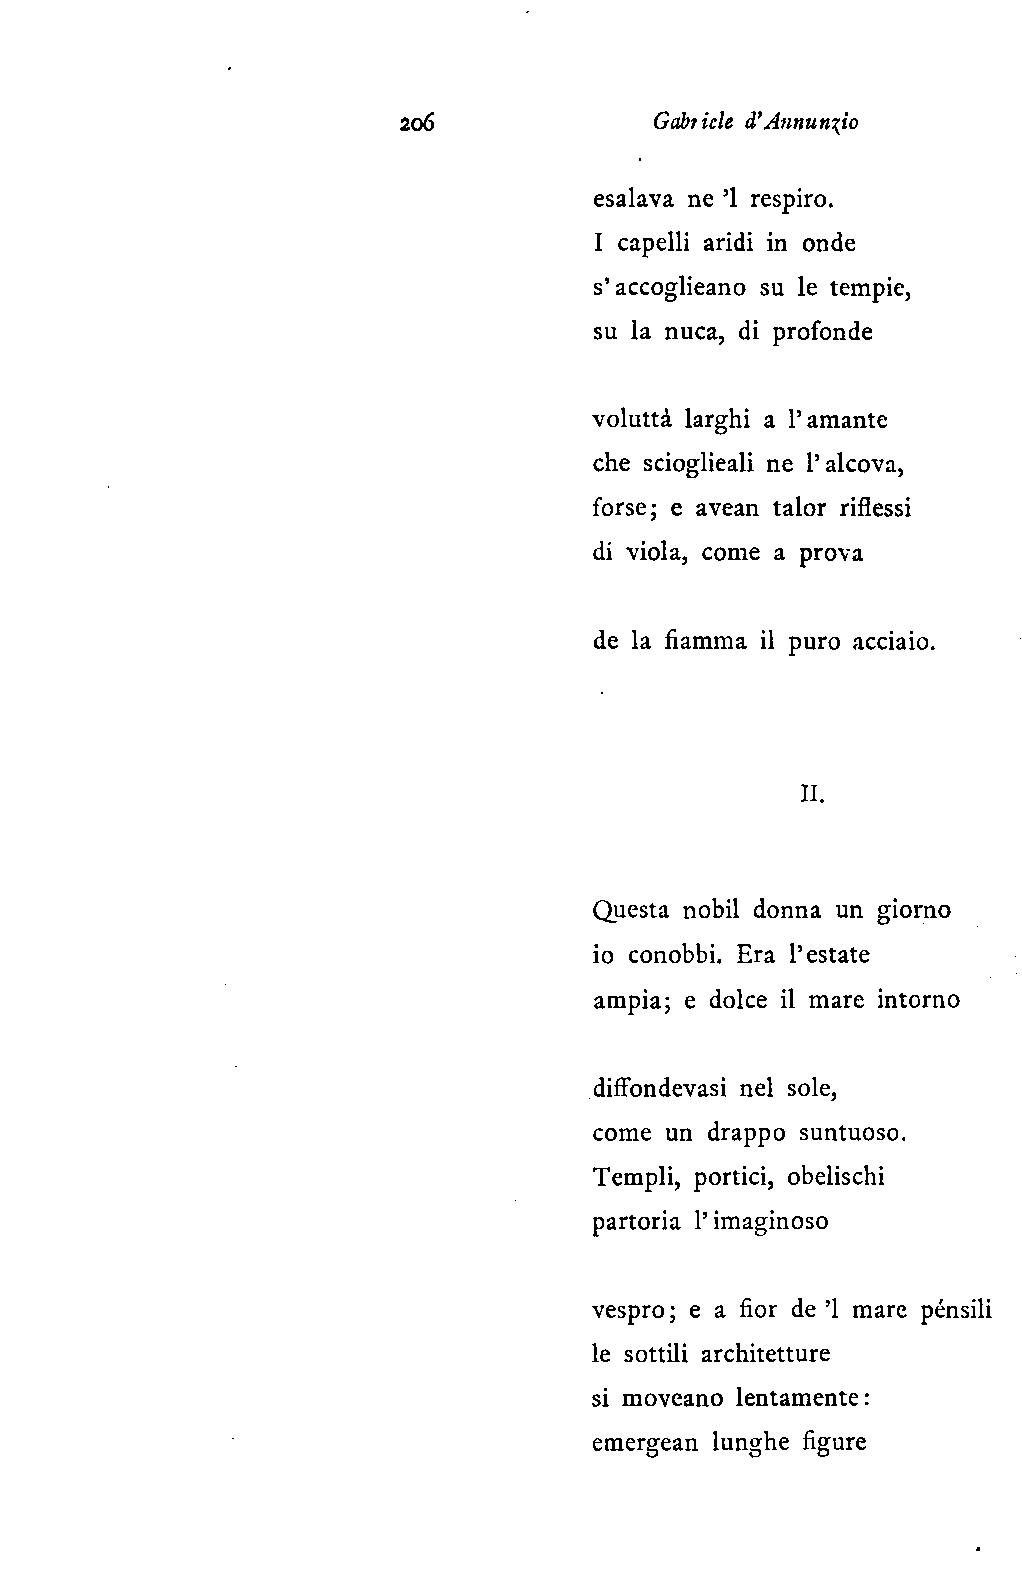 206 Gabriele d'Annunzio
esalava ne 'l respiro.
I capelli aridi in onde
s'accoglieano su le tempie,
su la nuca, di profonde
voluttà larghi a l'amante
che scioglieali ne l'alcova,
forse; e avean talor riflessi
di viola, come a prova
de la fiamma il puro acciaio.
II.
Questa nobil donna un giorno
io conobbi. Era l'estate
ampia; e dolce il mare intorno
diffondevasi nel sole,
come un drappo suntuoso.
Templi, portici, obelischi
partoria l'imaginoso
vespro; e a fior de 'l mare pénsili
le sottili architetture
si moveano lentamente:
emergean lunghe figure